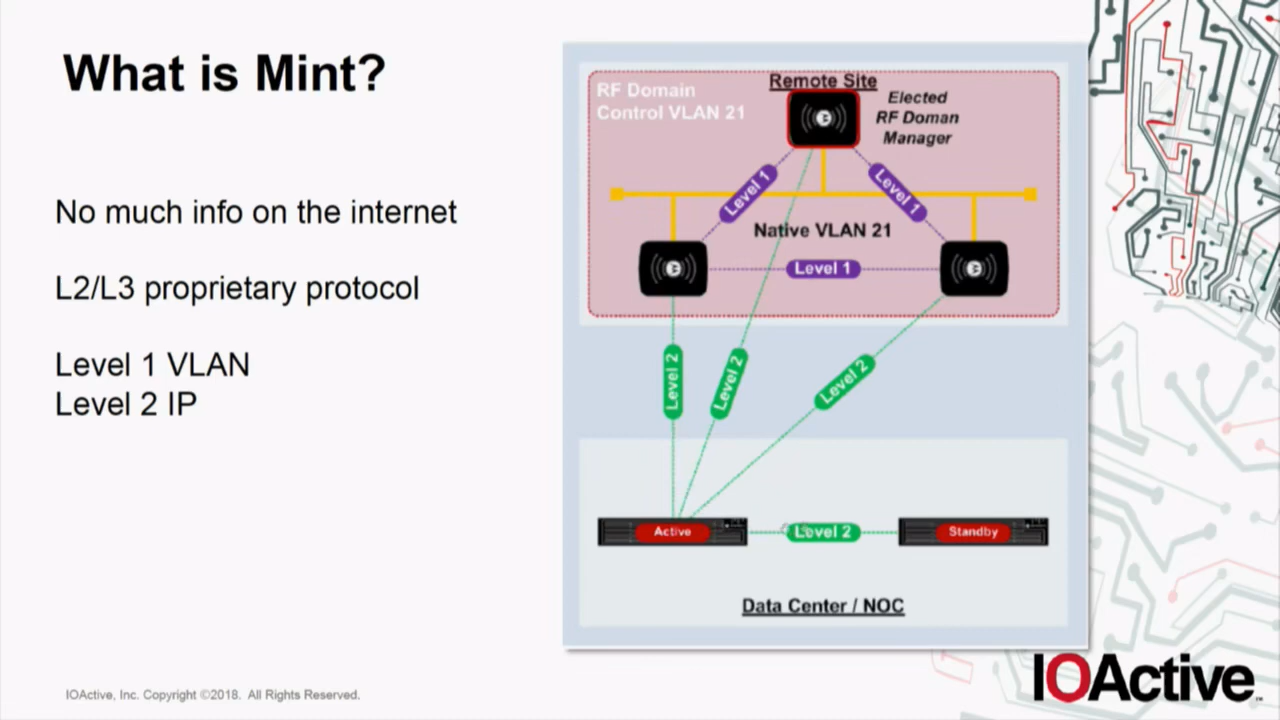 What is Mint?
No much info on the internet
L2/L3 proprietary protocol
Level 1 VLAN
Level 2 IP
Remote Site
RF Domain
Control VLAN 21
Elected
RF Doman
Manager
Level 1
Level 1
Native VLAN 21
Level 1
Level 2
Level 2
Level 2
Active
Level 2
Standby
Data Center / NOC
IOActive, Inc. Copyright ©2018. All Rights Reserved.
IOActive™